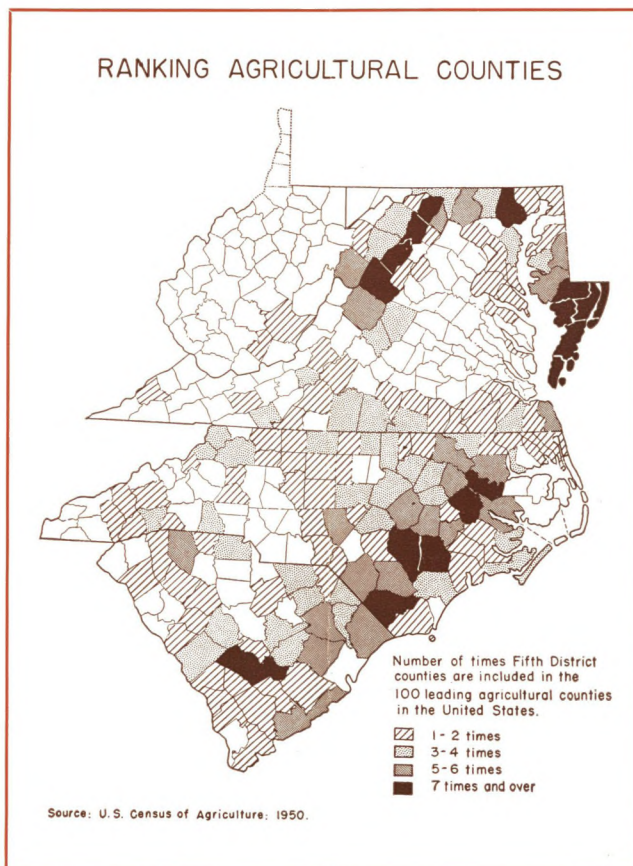 RANKING AGRICULTURAL COUNTIES
Number of times Fifth District
counties are included in the
100 leading agricultural counties
in the United States.
1-2 times
3-4 times
5-6 times
7 times and over
Source: U.S. Census of Agriculture: 1950.